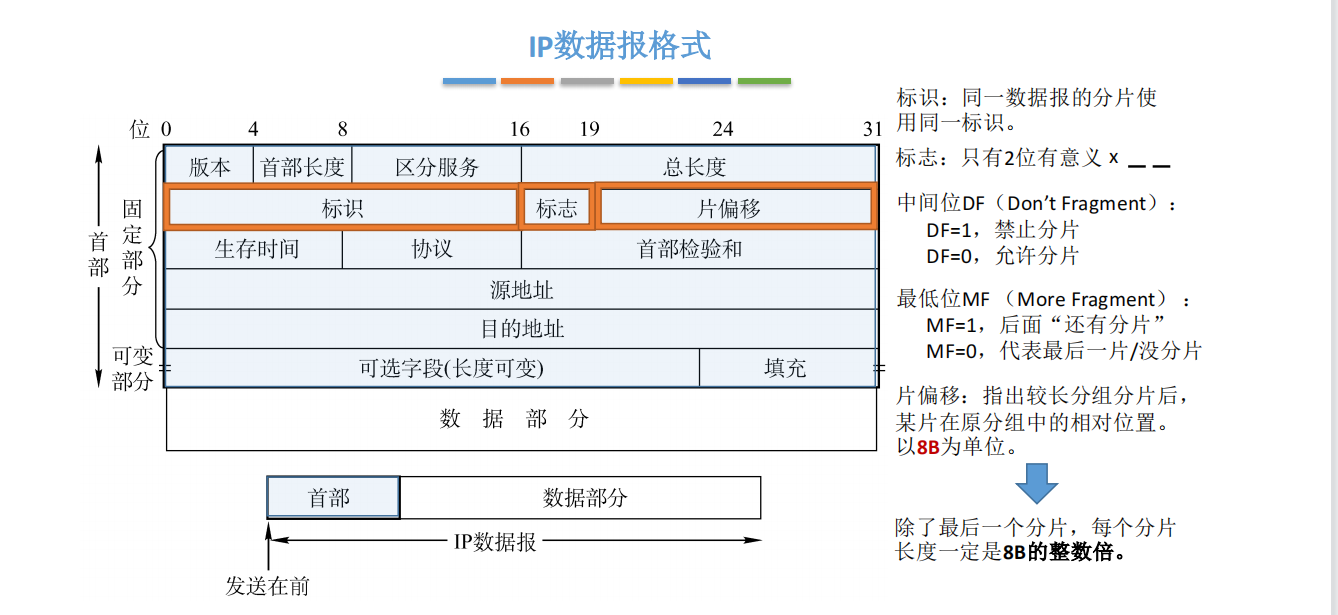 IP数据报格式
位 0 4 8 16 19 24 31
版本 首部长度 区分服务 总长度
标识 标志 片偏移
生存时间 协议 首部检验和
源地址
目的地址
可选字段(长度可变) 填充
数 据 部 分
首部
固定部分
可变
部分
首部 数据部分
IP数据报
发送在前
标识：同一数据报的分片使
用同一标识。
标志：只有2位有意义 x _ _
中间位DF（Don't Fragment）：
DF=1，禁止分片
DF=0，允许分片
最低位MF （More Fragment）：
MF=1，后面“还有分片”
MF=0，代表最后一片/没分片
片偏移：指出较长分组分片后，
某片在原分组中的相对位置。
以8B为单位。
除了最后一个分片，每个分片
长度一定是8B的整数倍。